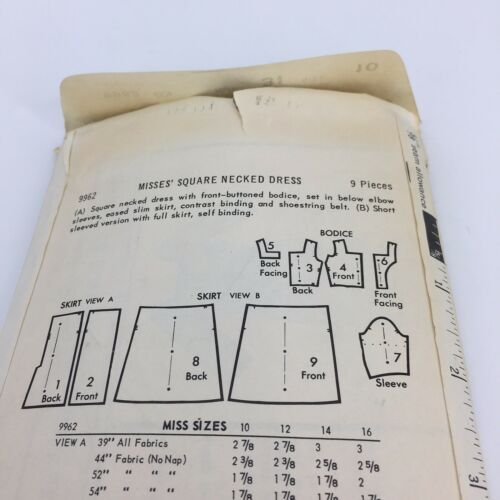 10
MISSES' SQUARE NECKED DRESS
9962
9 Pieces
(A) Square necked dress with front-buttoned bodice, set in below elbow
sleeves, eased slim skirt, contrast binding and shoestring belt. (B) Short
sleeved version with full skirt, self binding.
seam allowance
BODICE
5
Back
Facing
3
Back
4
Front
6
Front
Facing
SKIRT VIEW A
SKIRT VIEW B
1
Back
2
Front
8
Back
9
Front
7
Sleeve
9962 MISS SIZES 10 12 14 16
VIEW A 39" All Fabrics 2 7/8 2 7/8 3 3
44" Fabric (No Nap) 2 3/8 2 3/8 2 5/8 2 5/8
52" " " " 1 7/8 1 7/8 1 7/8 2
54" " " " 1 7/8 1 7/8 1 7/8